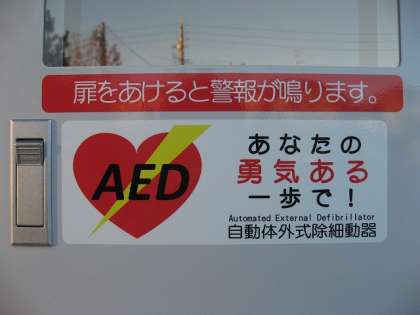 扉をあけると警報が鳴ります。
AED
あなたの
勇気ある
一歩で！
Automated External Defibrillator
自動体外式除細動器